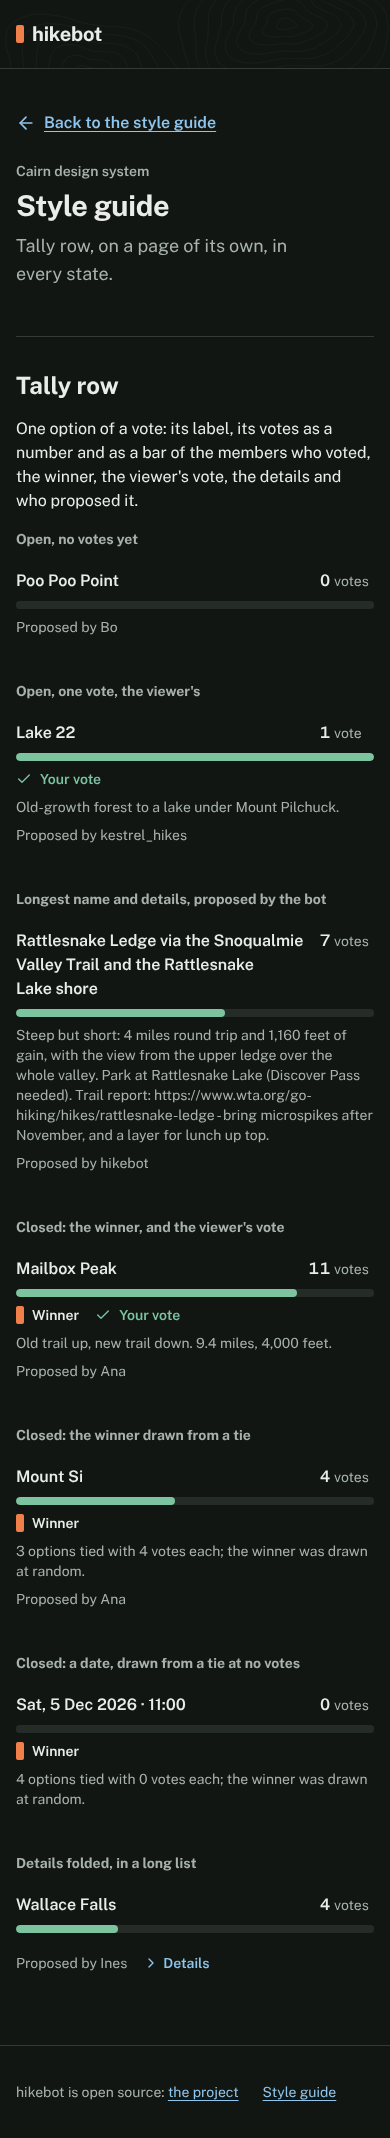 hikebot
Back to the style guide
Cairn design system
Style guide
Tally row, on a page of its own, in
every state.
Tally row
One option of a vote: its label, its votes as a
number and as a bar of the members who voted,
the winner, the viewer's vote, the details and
who proposed it.
Open, no votes yet
Poo Poo Point 0 votes
Proposed by Bo
Open, one vote, the viewer's
Lake 22 1 vote
Your vote
Old-growth forest to a lake under Mount Pilchuck.
Proposed by kestrel_hikes
Longest name and details, proposed by the bot
Rattlesnake Ledge via the Snoqualmie 7 votes
Valley Trail and the Rattlesnake
Lake shore
Steep but short: 4 miles round trip and 1,160 feet of
gain, with the view from the upper ledge over the
whole valley. Park at Rattlesnake Lake (Discover Pass
needed). Trail report: https://www.wta.org/go-
hiking/hikes/rattlesnake-ledge - bring microspikes after
November, and a layer for lunch up top.
Proposed by hikebot
Closed: the winner, and the viewer's vote
Mailbox Peak 11 votes
Winner Your vote
Old trail up, new trail down. 9.4 miles, 4,000 feet.
Proposed by Ana
Closed: the winner drawn from a tie
Mount Si 4 votes
Winner
3 options tied with 4 votes each; the winner was drawn
at random.
Proposed by Ana
Closed: a date, drawn from a tie at no votes
Sat, 5 Dec 2026 · 11:00 0 votes
Winner
4 options tied with 0 votes each; the winner was drawn
at random.
Details folded, in a long list
Wallace Falls 4 votes
Proposed by Ines Details
hikebot is open source: the project Style guide